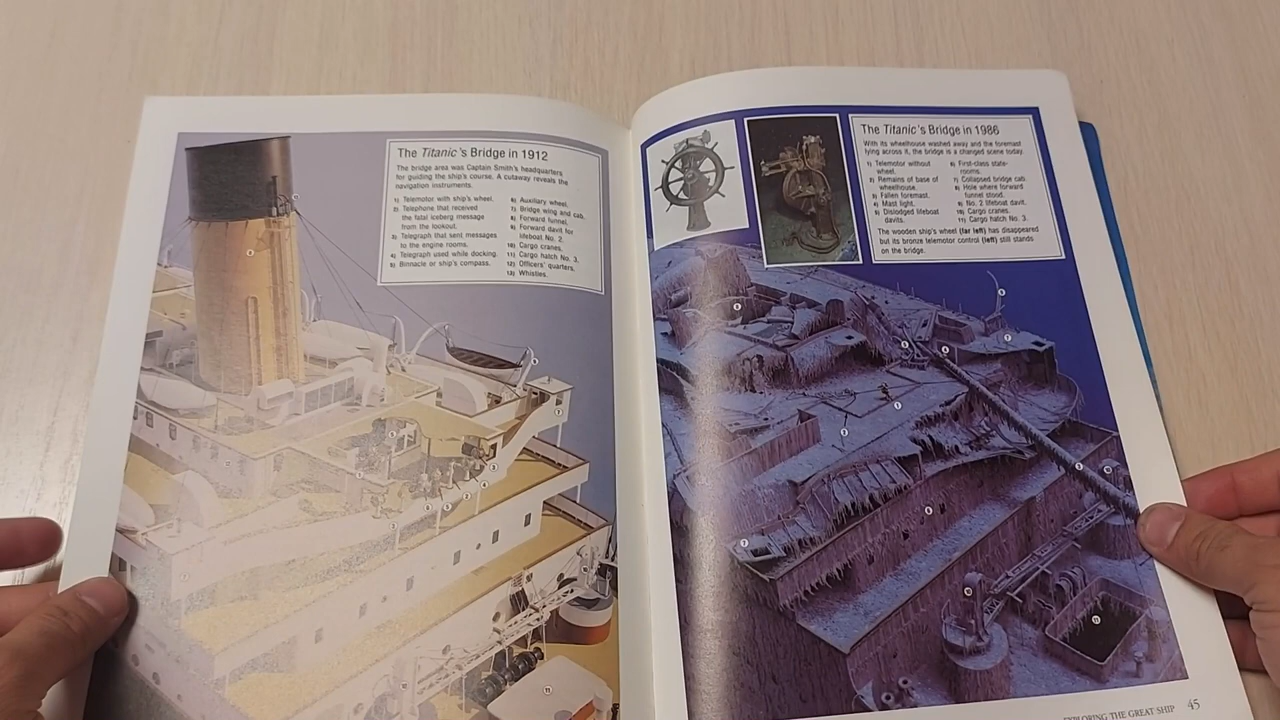 The Titanic's Bridge in 1912
The bridge area was Captain Smith's headquarters
for guiding the ship's course. A cutaway reveals the
navigation instruments.
1) Telemotor with ship's wheel.
2) Telephone that received
the fatal iceberg message
from the lookout.
3) Telegraph that sent messages
to the engine rooms.
4) Telegraph used while docking.
5) Binnacle or ship's compass.
6) Auxiliary wheel.
7) Bridge wing and cab.
8) Forward funnel.
9) Forward davit for
lifeboat No. 2.
10) Cargo cranes.
11) Cargo hatch No. 3.
12) Officers' quarters.
13) Whistles.
The Titanic's Bridge in 1986
With its wheelhouse washed away and the foremast
lying across it, the bridge is a changed scene today.
1) Telemotor without
wheel.
2) Remains of base of
wheelhouse.
3) Fallen foremast.
4) Mast light.
5) Dislodged lifeboat
davits.
6) First-class state-
rooms.
7) Collapsed bridge cab.
8) Hole where forward
funnel stood.
9) No. 2 lifeboat davit.
10) Cargo cranes.
11) Cargo hatch No. 3.
The wooden ship's wheel (far left) has disappeared
but its bronze telemotor control (left) still stands
on the bridge.
EXPLORING THE GREAT SHIP 45